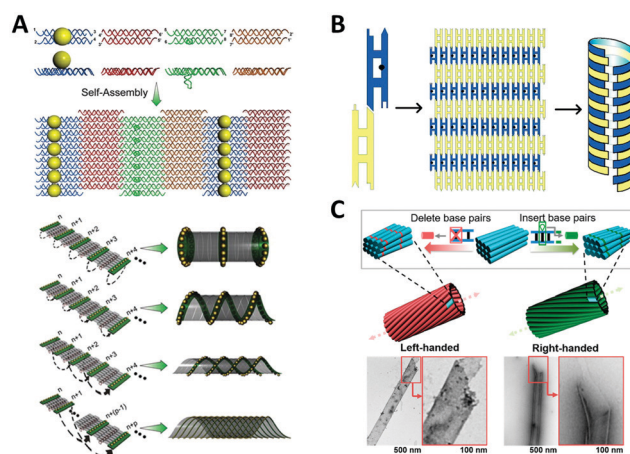 A
Self-Assembly
n
n+1
n+2
n+3
n+4
n
n+1
n+2
n+3
n+4
n
n+1
n+2
n+3
n+4
n
n+1
n+(p-1)
n+p
B
C
Delete base pairs
Insert base pairs
Left-handed
Right-handed
500 nm
100 nm
500 nm
100 nm